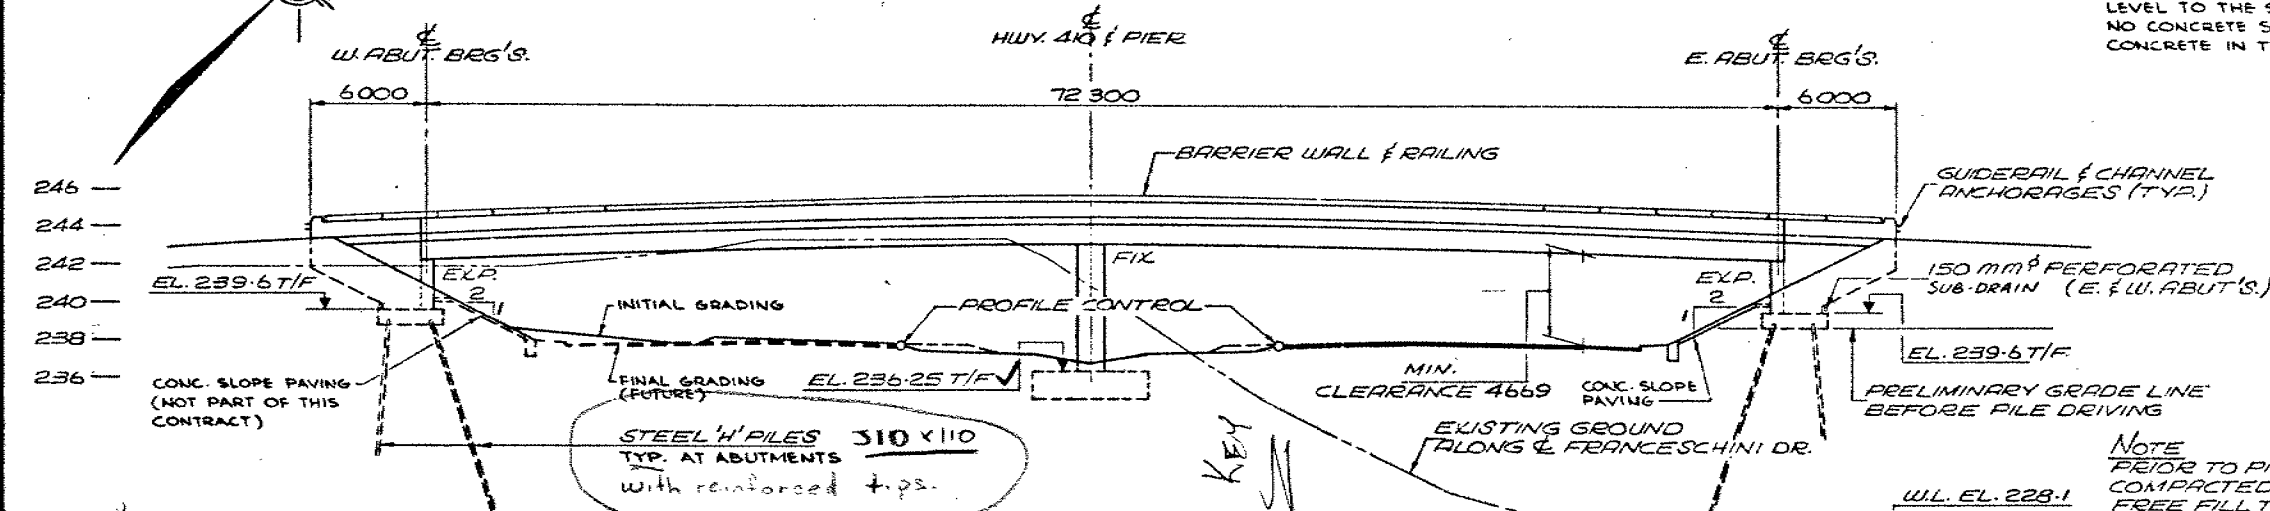 LEVEL TO THE
NO CONCRETE
CONCRETE IN
℄
W. ABUT. BRG'S.
℄
HWY. 410 & PIER
℄
E. ABUT. BRG'S.
6000
72 300
6000
BARRIER WALL & RAILING
GUIDERAIL & CHANNEL
ANCHORAGES (TYP.)
246
244
242
240
238
236
EL. 239.6 T/F
EXP.
2
1
INITIAL GRADING
PROFILE CONTROL
FIX
EXP.
2
1
150 mmφ PERFORATED
SUB-DRAIN (E. & W. ABUT'S.)
EL. 239.6 T/F
CONC. SLOPE PAVING
(NOT PART OF THIS
CONTRACT)
FINAL GRADING
(FUTURE)
EL. 236.25 T/F ✓
MIN.
CLEARANCE 4669
CONC. SLOPE
PAVING
PRELIMINARY GRADE LINE
BEFORE PILE DRIVING
STEEL 'H' PILES 310 x 110
TYP. AT ABUTMENTS
with reinforced tips.
KEY
N
EXISTING GROUND
ALONG ℄ FRANCESCHINI DR.
W.L. EL. 228.1
NOTE
PRIOR TO
COMPACTED
FREE FILL